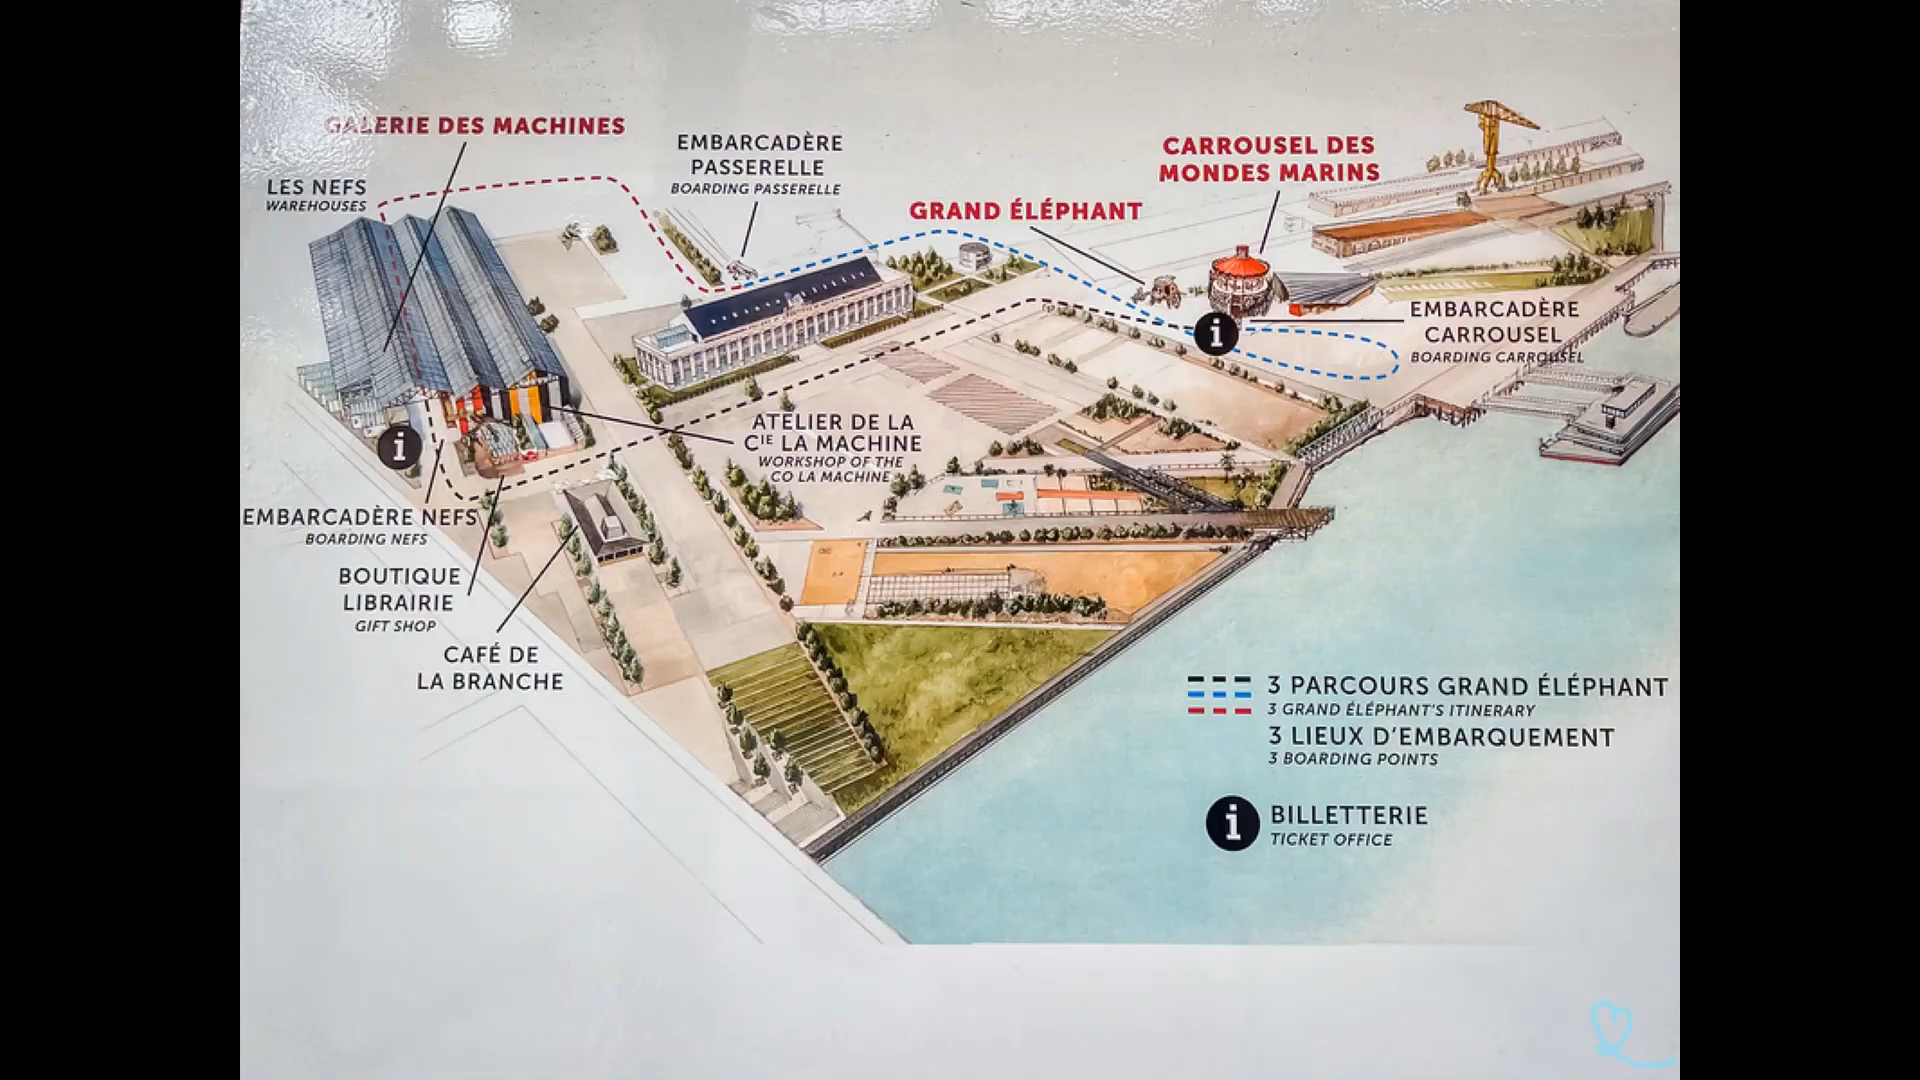 GALERIE DES MACHINES
LES NEFS
WAREHOUSES
EMBARCADÈRE
PASSERELLE
BOARDING PASSERELLE
GRAND ÉLÉPHANT
CARROUSEL DES
MONDES MARINS
EMBARCADÈRE
CARROUSEL
BOARDING CARROUSEL
i
ATELIER DE LA
CIE LA MACHINE
WORKSHOP OF THE
CO LA MACHINE
i
EMBARCADÈRE NEFS
BOARDING NEFS
BOUTIQUE
LIBRAIRIE
GIFT SHOP
CAFÉ DE
LA BRANCHE
3 PARCOURS GRAND ÉLÉPHANT
3 GRAND ÉLÉPHANT'S ITINERARY
3 LIEUX D'EMBARQUEMENT
3 BOARDING POINTS
i BILLETTERIE
TICKET OFFICE